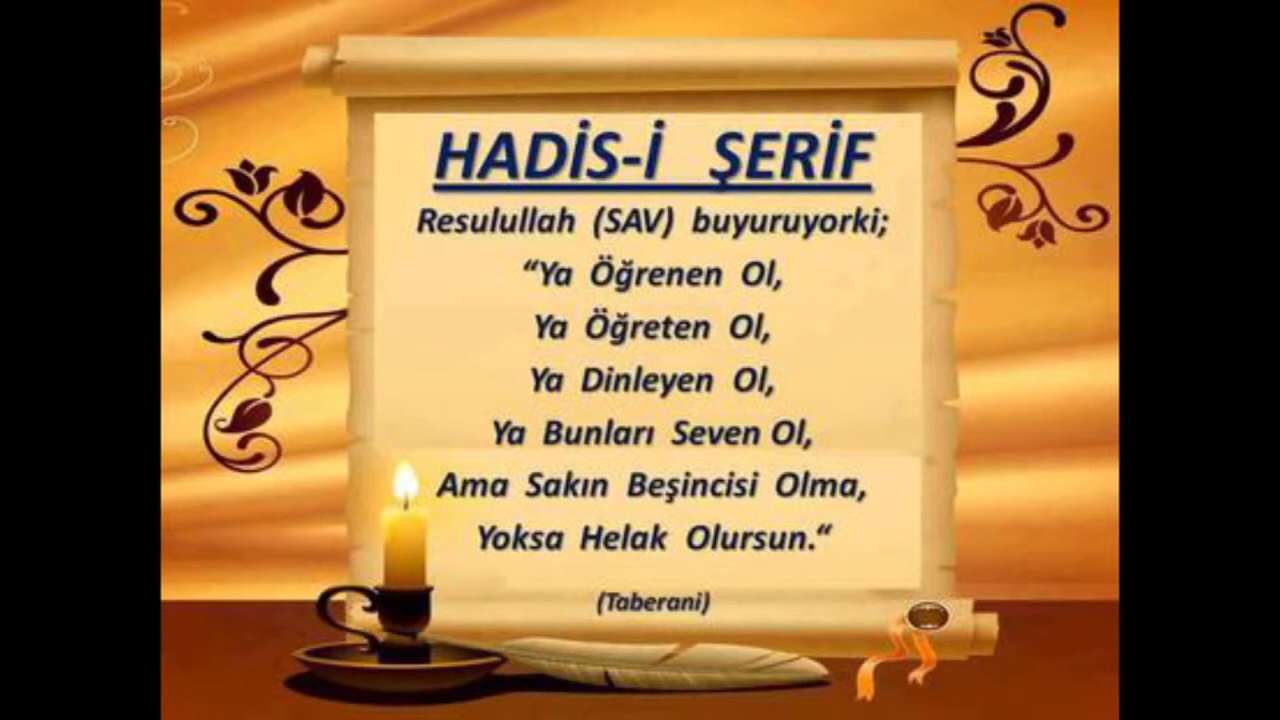 HADİS-İ ŞERİF
Resulullah (SAV) buyuruyorki;
“Ya Öğrenen Ol,
Ya Öğreten Ol,
Ya Dinleyen Ol,
Ya Bunları Seven Ol,
Ama Sakın Beşincisi Olma,
Yoksa Helak Olursun.“
(Taberani)